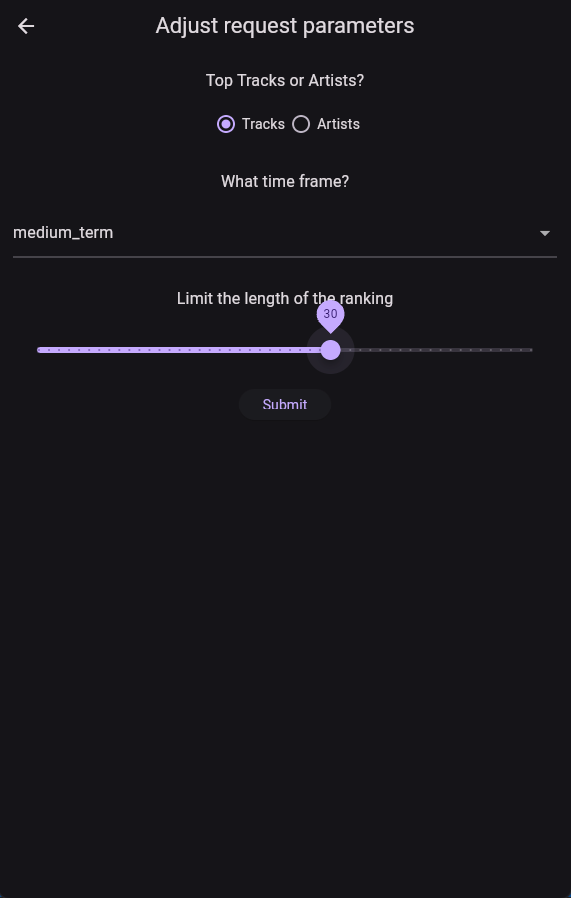 Adjust request parameters
Top Tracks or Artists?
Tracks Artists
What time frame?
medium_term
Limit the length of the ranking
30
Submit